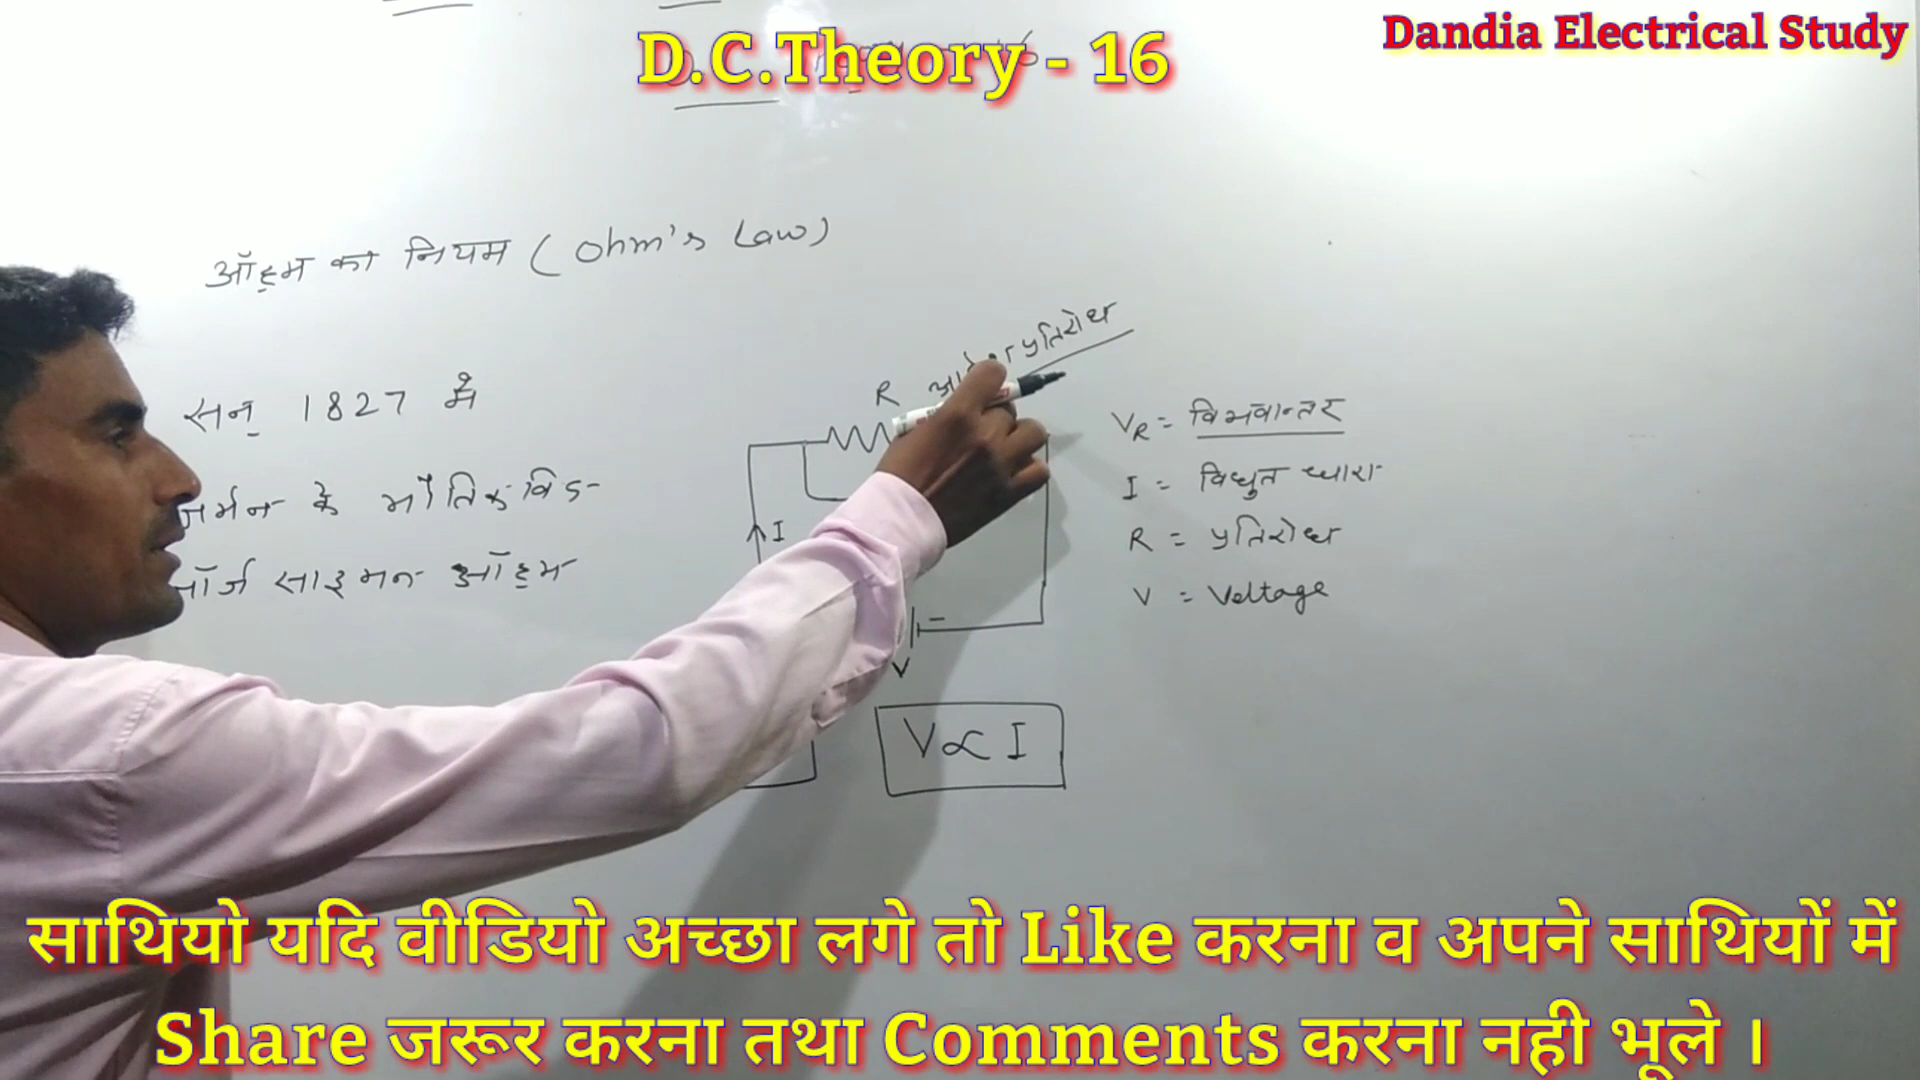 D.C.Theory - 16
Dandia Electrical Study
ऑह्म का नियम ( Ohm's Law)
सन् 1827 में
जर्मन के भौतिक विद
जॉर्ज साइमन ऑह्म
R
प्रतिरोध
I
V
-
V ∝ I
VR = विभवान्तर
I = विधुत धारा
R = प्रतिरोध
V = Voltage
साथियो यदि वीडियो अच्छा लगे तो Like करना व अपने साथियों में
Share जरूर करना तथा Comments करना नही भूले ।